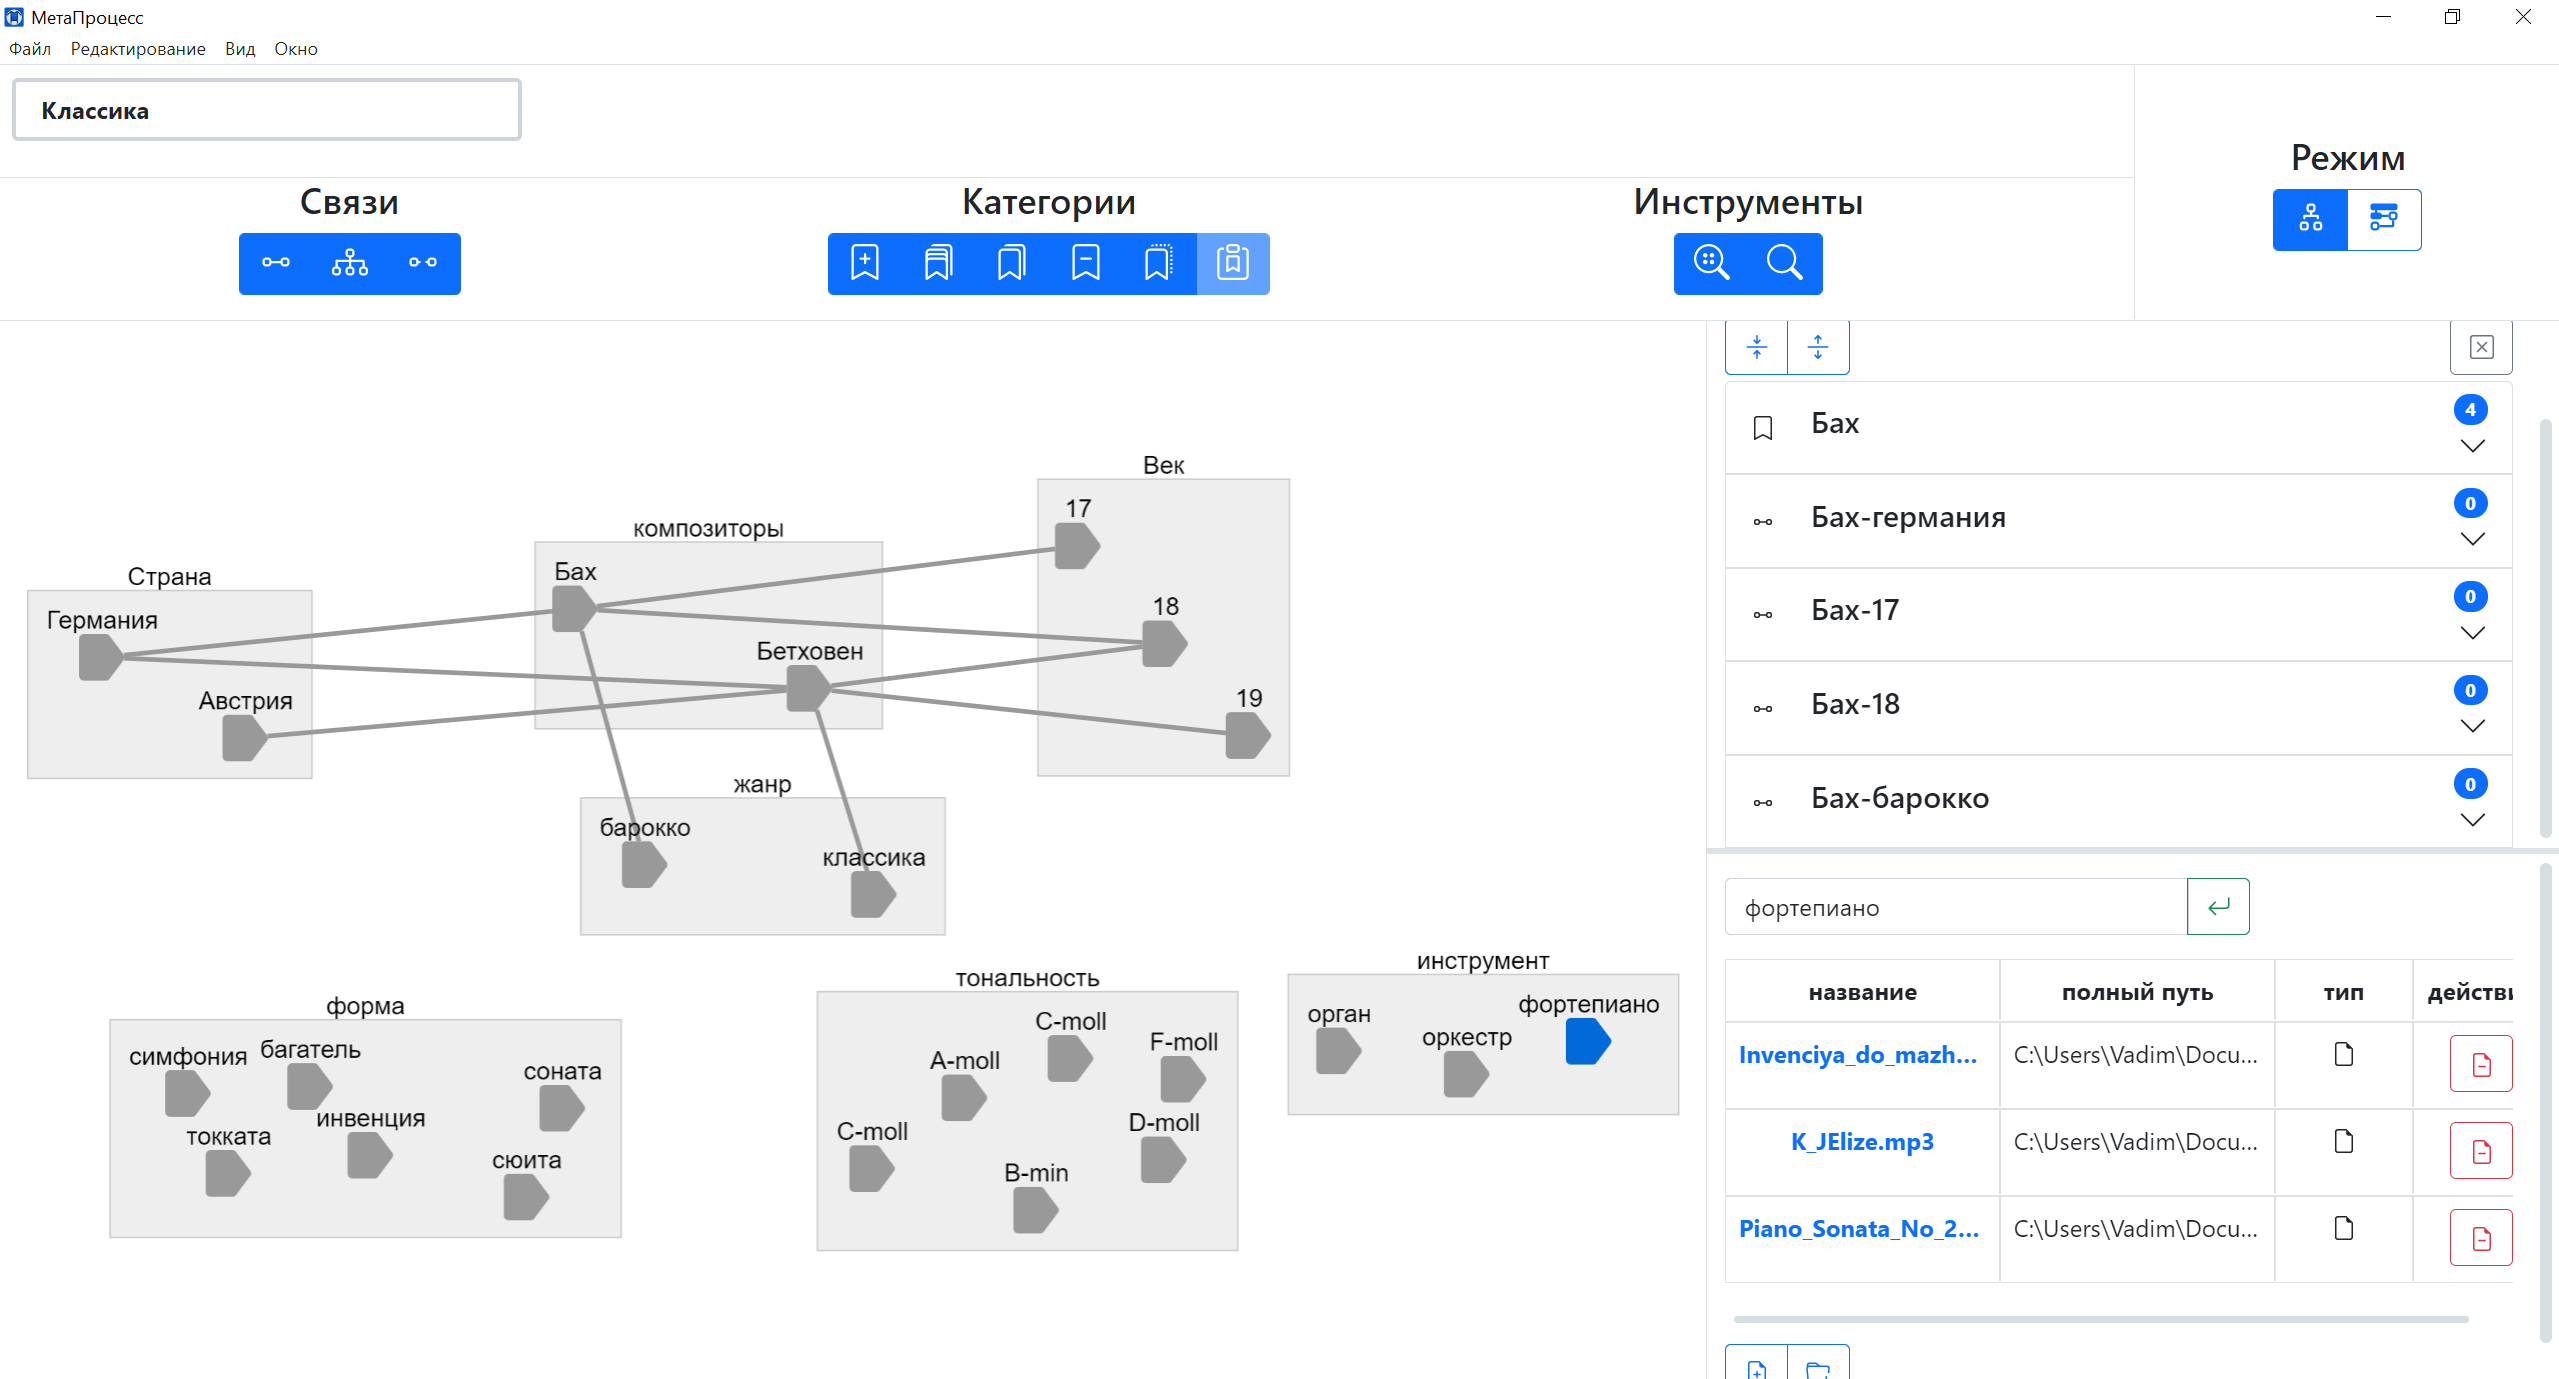 МетаПроцесс
Файл Редактирование Вид Окно
Классика
Связи
Категории
Инструменты
Режим
Век
17
18
19
композиторы
Бах
Бетховен
Страна
Германия
Австрия
жанр
барокко
классика
форма
симфония
багатель
соната
инвенция
токката
сюита
тональность
C-moll
F-moll
A-moll
D-moll
C-moll
B-min
инструмент
орган
оркестр
фортепиано
Бах 4
Бах-германия 0
Бах-17 0
Бах-18 0
Бах-барокко 0
фортепиано
название полный путь тип действи
Invenciya_do_mazh... C:\Users\Vadim\Docu...
K_JElize.mp3 C:\Users\Vadim\Docu...
Piano_Sonata_No_2... C:\Users\Vadim\Docu...